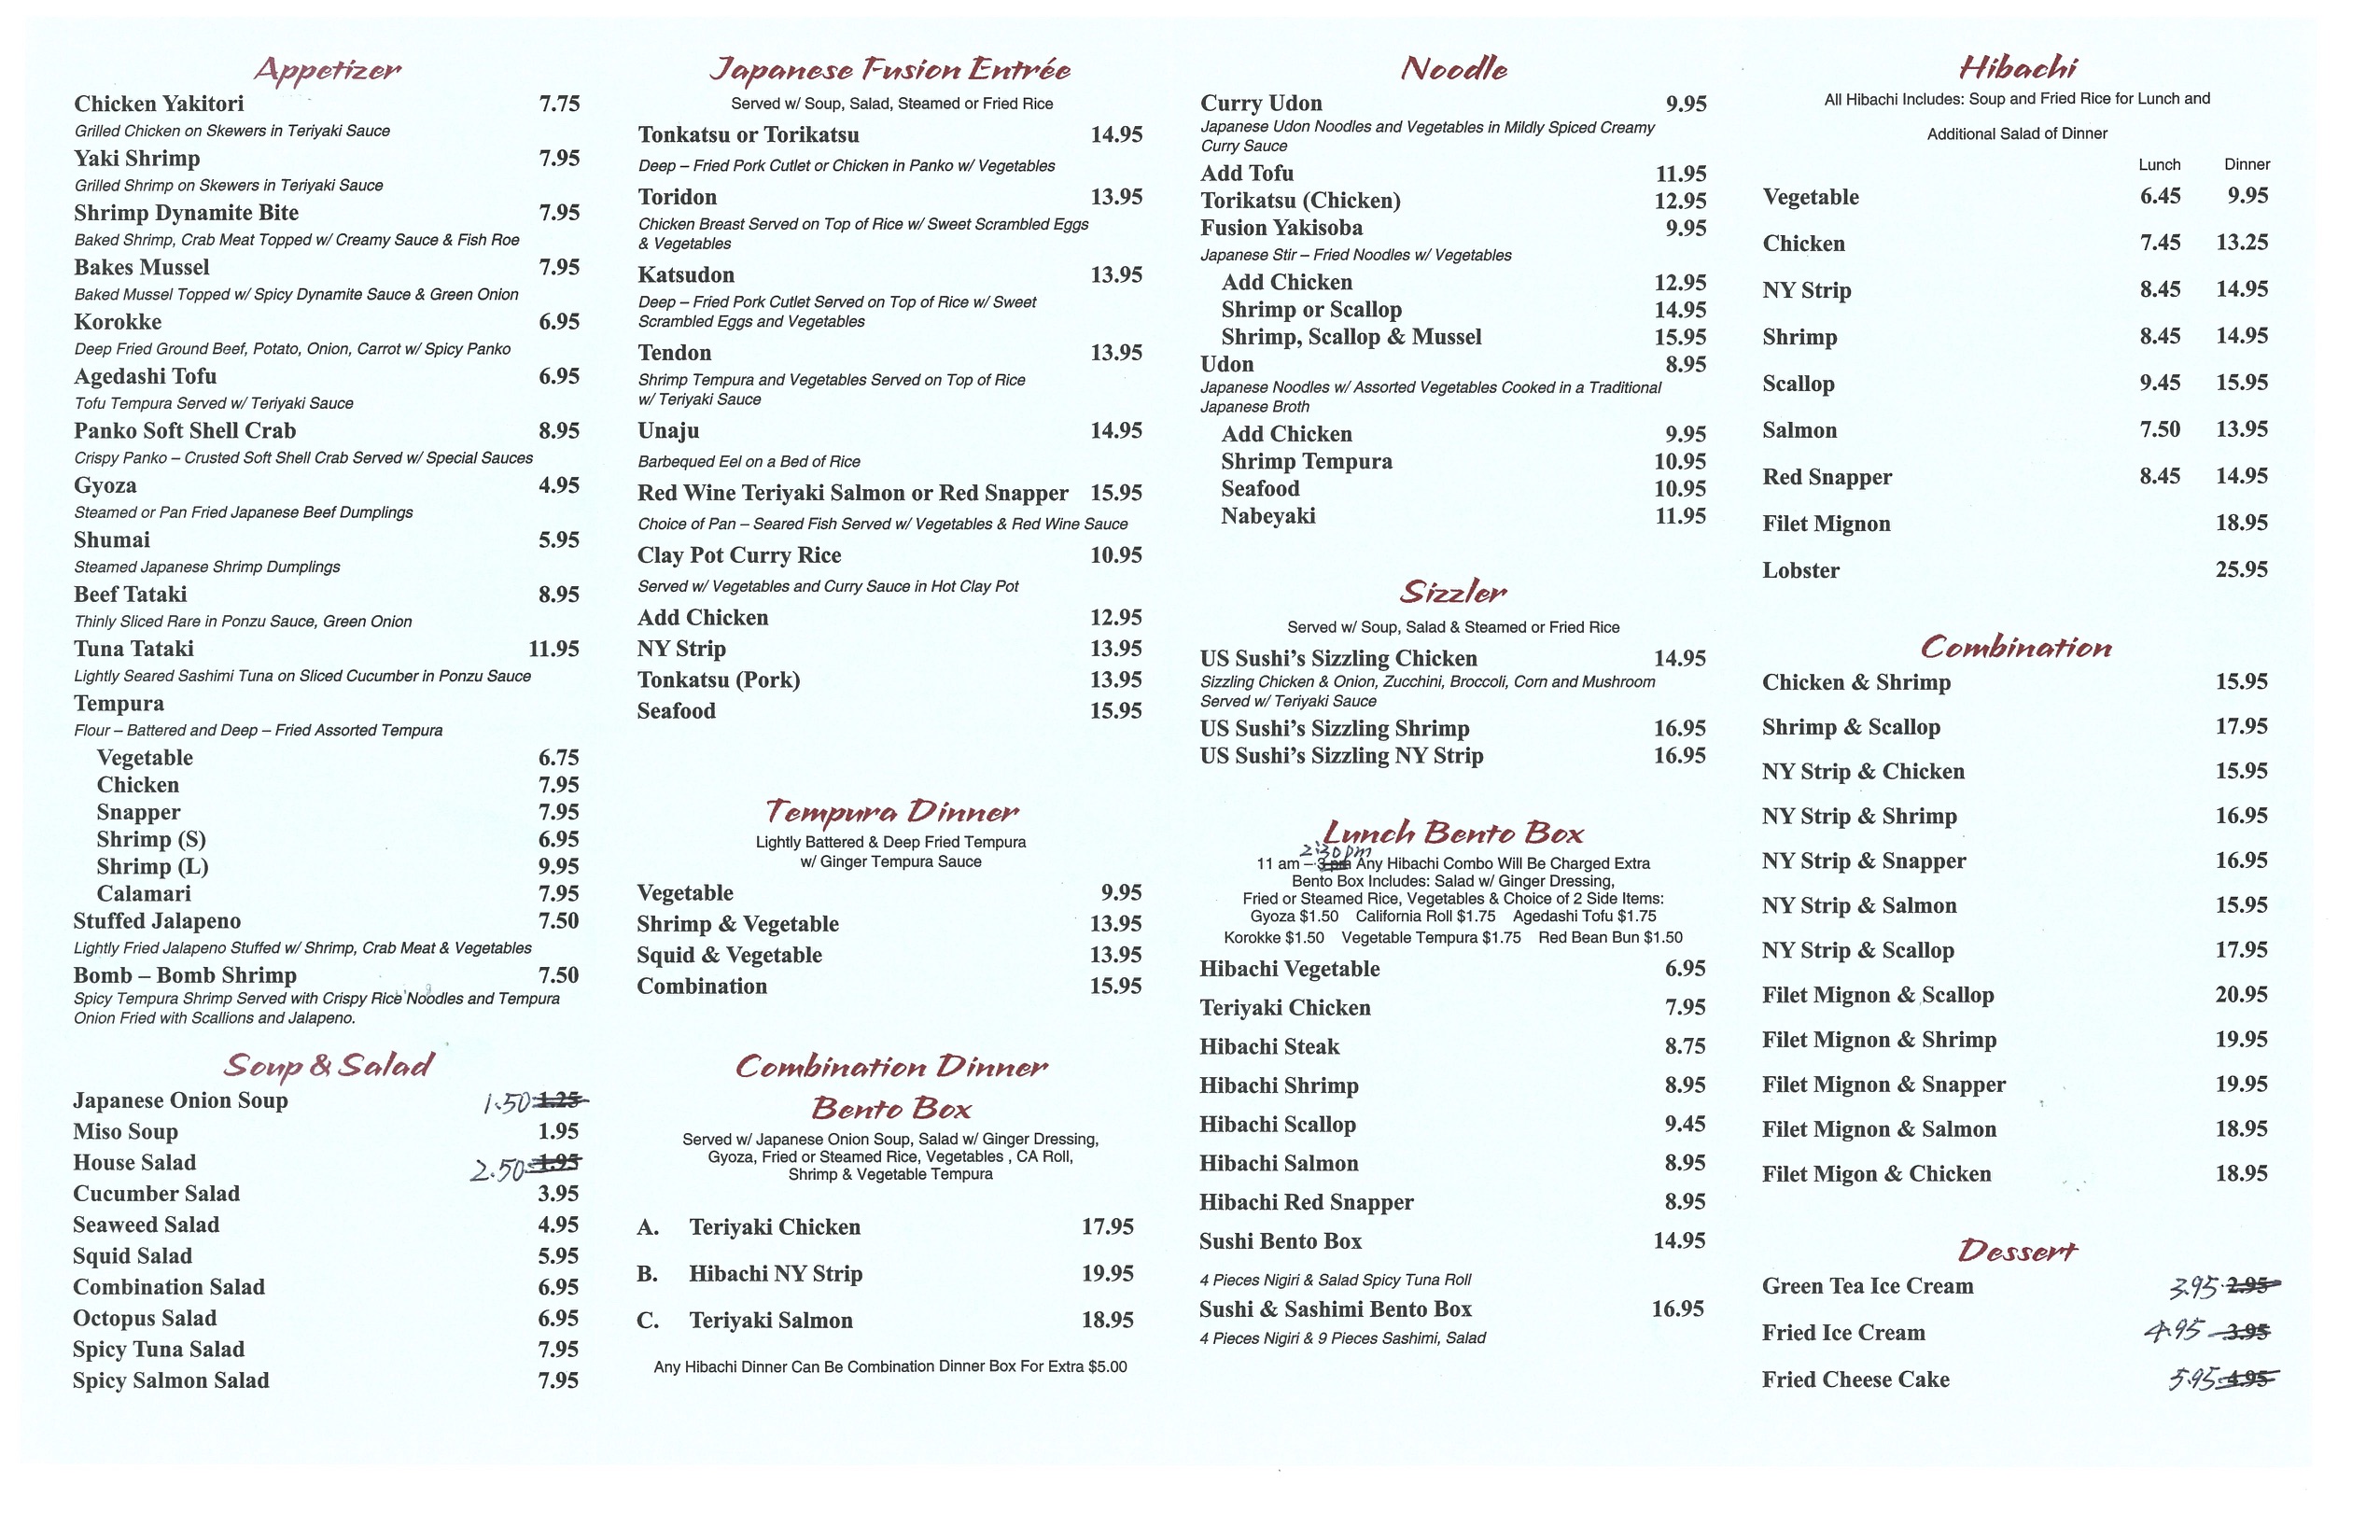 Appetizer
Chicken Yakitori 7.75
Grilled Chicken on Skewers in Teriyaki Sauce
Yaki Shrimp 7.95
Grilled Shrimp on Skewers in Teriyaki Sauce
Shrimp Dynamite Bite 7.95
Baked Shrimp, Crab Meat Topped w/ Creamy Sauce & Fish Roe
Bakes Mussel 7.95
Baked Mussel Topped w/ Spicy Dynamite Sauce & Green Onion
Korokke 6.95
Deep Fried Ground Beef, Potato, Onion, Carrot w/ Spicy Panko
Agedashi Tofu 6.95
Tofu Tempura Served w/ Teriyaki Sauce
Panko Soft Shell Crab 8.95
Crispy Panko – Crusted Soft Shell Crab Served w/ Special Sauces
Gyoza 4.95
Steamed or Pan Fried Japanese Beef Dumplings
Shumai 5.95
Steamed Japanese Shrimp Dumplings
Beef Tataki 8.95
Thinly Sliced Rare in Ponzu Sauce, Green Onion
Tuna Tataki 11.95
Lightly Seared Sashimi Tuna on Sliced Cucumber in Ponzu Sauce
Tempura
Flour – Battered and Deep – Fried Assorted Tempura
Vegetable 6.75
Chicken 7.95
Snapper 7.95
Shrimp (S) 6.95
Shrimp (L) 9.95
Calamari 7.95
Stuffed Jalapeno 7.50
Lightly Fried Jalapeno Stuffed w/ Shrimp, Crab Meat & Vegetables
Bomb – Bomb Shrimp 7.50
Spicy Tempura Shrimp Served with Crispy Rice Noodles and Tempura
Onion Fried with Scallions and Jalapeno.
Soup & Salad
Japanese Onion Soup 1.50 1.25
Miso Soup 1.95
House Salad 2.50 1.95
Cucumber Salad 3.95
Seaweed Salad 4.95
Squid Salad 5.95
Combination Salad 6.95
Octopus Salad 6.95
Spicy Tuna Salad 7.95
Spicy Salmon Salad 7.95
Japanese Fusion Entrée
Served w/ Soup, Salad, Steamed or Fried Rice
Tonkatsu or Torikatsu 14.95
Deep – Fried Pork Cutlet or Chicken in Panko w/ Vegetables
Toridon 13.95
Chicken Breast Served on Top of Rice w/ Sweet Scrambled Eggs
& Vegetables
Katsudon 13.95
Deep – Fried Pork Cutlet Served on Top of Rice w/ Sweet
Scrambled Eggs and Vegetables
Tendon 13.95
Shrimp Tempura and Vegetables Served on Top of Rice
w/ Teriyaki Sauce
Unaju 14.95
Barbequed Eel on a Bed of Rice
Red Wine Teriyaki Salmon or Red Snapper 15.95
Choice of Pan – Seared Fish Served w/ Vegetables & Red Wine Sauce
Clay Pot Curry Rice 10.95
Served w/ Vegetables and Curry Sauce in Hot Clay Pot
Add Chicken 12.95
NY Strip 13.95
Tonkatsu (Pork) 13.95
Seafood 15.95
Tempura Dinner
Lightly Battered & Deep Fried Tempura
w/ Ginger Tempura Sauce
Vegetable 9.95
Shrimp & Vegetable 13.95
Squid & Vegetable 13.95
Combination 15.95
Combination Dinner
Bento Box
Served w/ Japanese Onion Soup, Salad w/ Ginger Dressing,
Gyoza, Fried or Steamed Rice, Vegetables , CA Roll,
Shrimp & Vegetable Tempura
A. Teriyaki Chicken 17.95
B. Hibachi NY Strip 19.95
C. Teriyaki Salmon 18.95
Any Hibachi Dinner Can Be Combination Dinner Box For Extra $5.00
Noodle
Curry Udon 9.95
Japanese Udon Noodles and Vegetables in Mildly Spiced Creamy
Curry Sauce
Add Tofu 11.95
Torikatsu (Chicken) 12.95
Fusion Yakisoba 9.95
Japanese Stir – Fried Noodles w/ Vegetables
Add Chicken 12.95
Shrimp or Scallop 14.95
Shrimp, Scallop & Mussel 15.95
Udon 8.95
Japanese Noodles w/ Assorted Vegetables Cooked in a Traditional
Japanese Broth
Add Chicken 9.95
Shrimp Tempura 10.95
Seafood 10.95
Nabeyaki 11.95
Sizzler
Served w/ Soup, Salad & Steamed or Fried Rice
US Sushi's Sizzling Chicken 14.95
Sizzling Chicken & Onion, Zucchini, Broccoli, Corn and Mushroom
Served w/ Teriyaki Sauce
US Sushi's Sizzling Shrimp 16.95
US Sushi's Sizzling NY Strip 16.95
Lunch Bento Box
2:30pm
11 am – 3 pm Any Hibachi Combo Will Be Charged Extra
Bento Box Includes: Salad w/ Ginger Dressing,
Fried or Steamed Rice, Vegetables & Choice of 2 Side Items:
Gyoza $1.50 California Roll $1.75 Agedashi Tofu $1.75
Korokke $1.50 Vegetable Tempura $1.75 Red Bean Bun $1.50
Hibachi Vegetable 6.95
Teriyaki Chicken 7.95
Hibachi Steak 8.75
Hibachi Shrimp 8.95
Hibachi Scallop 9.45
Hibachi Salmon 8.95
Hibachi Red Snapper 8.95
Sushi Bento Box 14.95
4 Pieces Nigiri & Salad Spicy Tuna Roll
Sushi & Sashimi Bento Box 16.95
4 Pieces Nigiri & 9 Pieces Sashimi, Salad
Hibachi
All Hibachi Includes: Soup and Fried Rice for Lunch and
Additional Salad of Dinner
Lunch Dinner
Vegetable 6.45 9.95
Chicken 7.45 13.25
NY Strip 8.45 14.95
Shrimp 8.45 14.95
Scallop 9.45 15.95
Salmon 7.50 13.95
Red Snapper 8.45 14.95
Filet Mignon 18.95
Lobster 25.95
Combination
Chicken & Shrimp 15.95
Shrimp & Scallop 17.95
NY Strip & Chicken 15.95
NY Strip & Shrimp 16.95
NY Strip & Snapper 16.95
NY Strip & Salmon 15.95
NY Strip & Scallop 17.95
Filet Mignon & Scallop 20.95
Filet Mignon & Shrimp 19.95
Filet Mignon & Snapper 19.95
Filet Mignon & Salmon 18.95
Filet Migon & Chicken 18.95
Dessert
Green Tea Ice Cream 3.95 2.95
Fried Ice Cream 4.95 3.95
Fried Cheese Cake 5.95 4.95